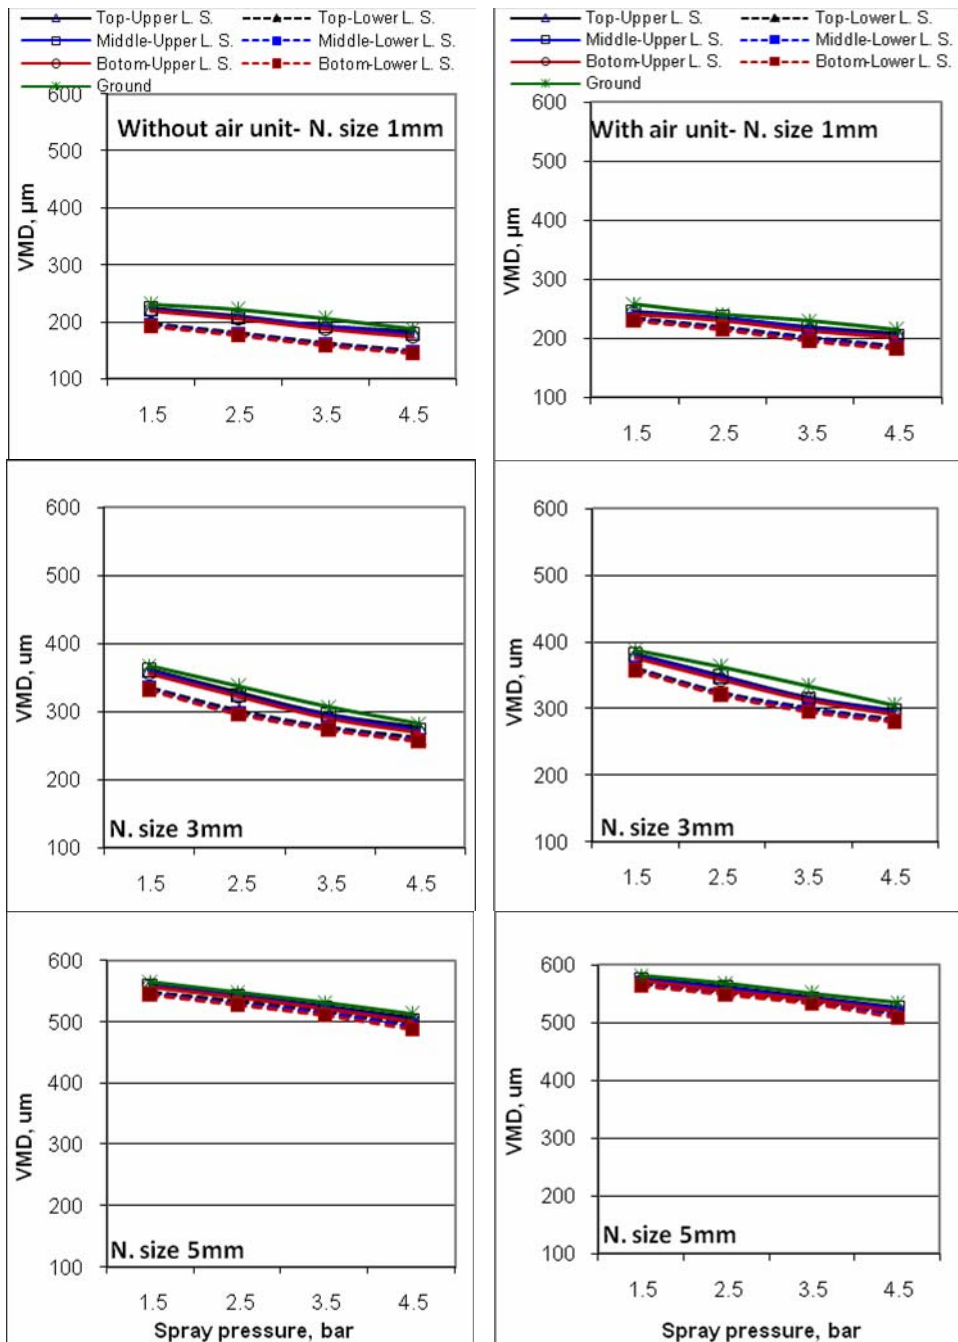 Top-Upper L. S.
Top-Lower L. S.
Middle-Upper L. S.
Middle-Lower L. S.
Botom-Upper L. S.
Botom-Lower L. S.
Ground
Without air unit- N. size 1mm
VMD, µm
600
500
400
300
200
100
1.5 2.5 3.5 4.5
Top-Upper L. S.
Top-Lower L. S.
Middle-Upper L. S.
Middle-Lower L. S.
Botom-Upper L. S.
Botom-Lower L. S.
Ground
With air unit- N. size 1mm
VMD, µm
600
500
400
300
200
100
1.5 2.5 3.5 4.5
VMD, um
600
500
400
300
200
100
N. size 3mm
1.5 2.5 3.5 4.5
VMD, um
600
500
400
300
200
100
N. size 3mm
1.5 2.5 3.5 4.5
VMD, um
600
500
400
300
200
100
N. size 5mm
1.5 2.5 3.5 4.5
Spray pressure, bar
VMD, um
600
500
400
300
200
100
N. size 5mm
1.5 2.5 3.5 4.5
Spray pressure, bar